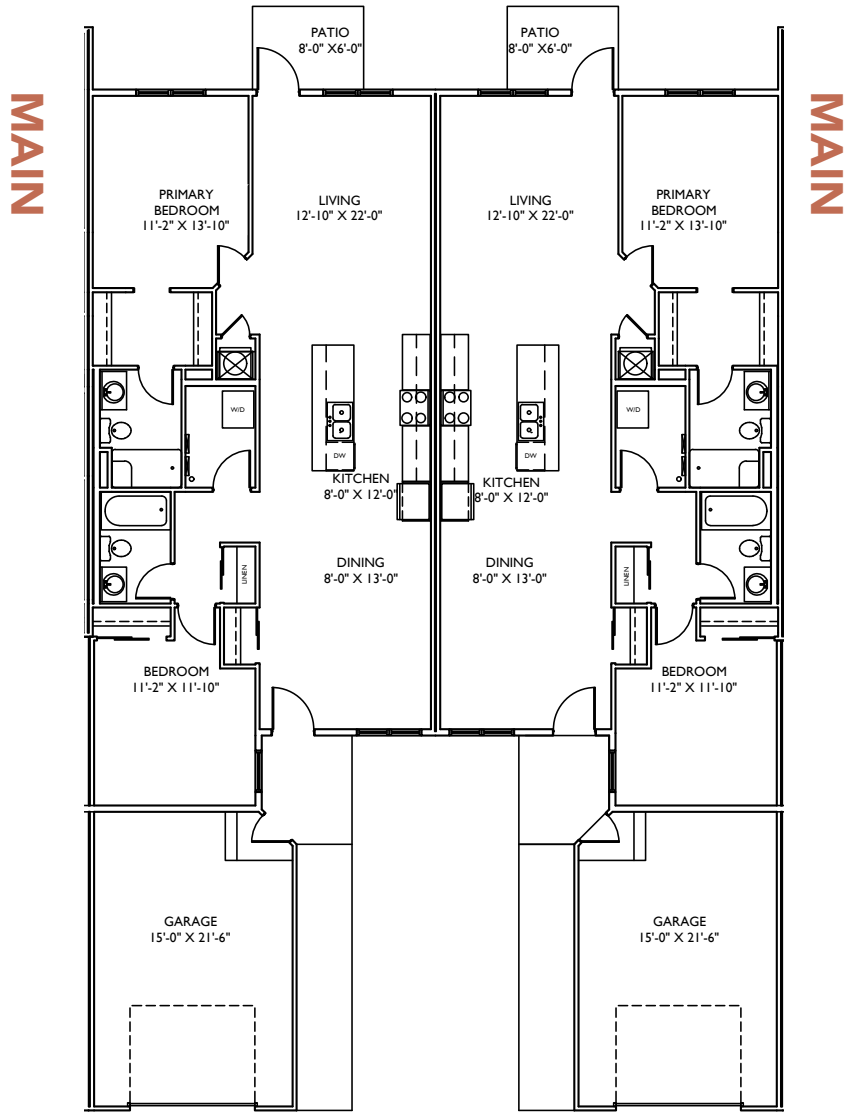 PATIO
8'-0" X6'-0"
PATIO
8'-0" X6'-0"
MAIN
MAIN
PRIMARY
BEDROOM
11'-2" X 13'-10"
LIVING
12'-10" X 22'-0"
LIVING
12'-10" X 22'-0"
PRIMARY
BEDROOM
11'-2" X 13'-10"
W/D
W/D
DW
DW
KITCHEN
8'-0" X 12'-0"
KITCHEN
8'-0" X 12'-0"
LINEN
DINING
8'-0" X 13'-0"
DINING
8'-0" X 13'-0"
LINEN
BEDROOM
11'-2" X 11'-10"
BEDROOM
11'-2" X 11'-10"
GARAGE
15'-0" X 21'-6"
GARAGE
15'-0" X 21'-6"